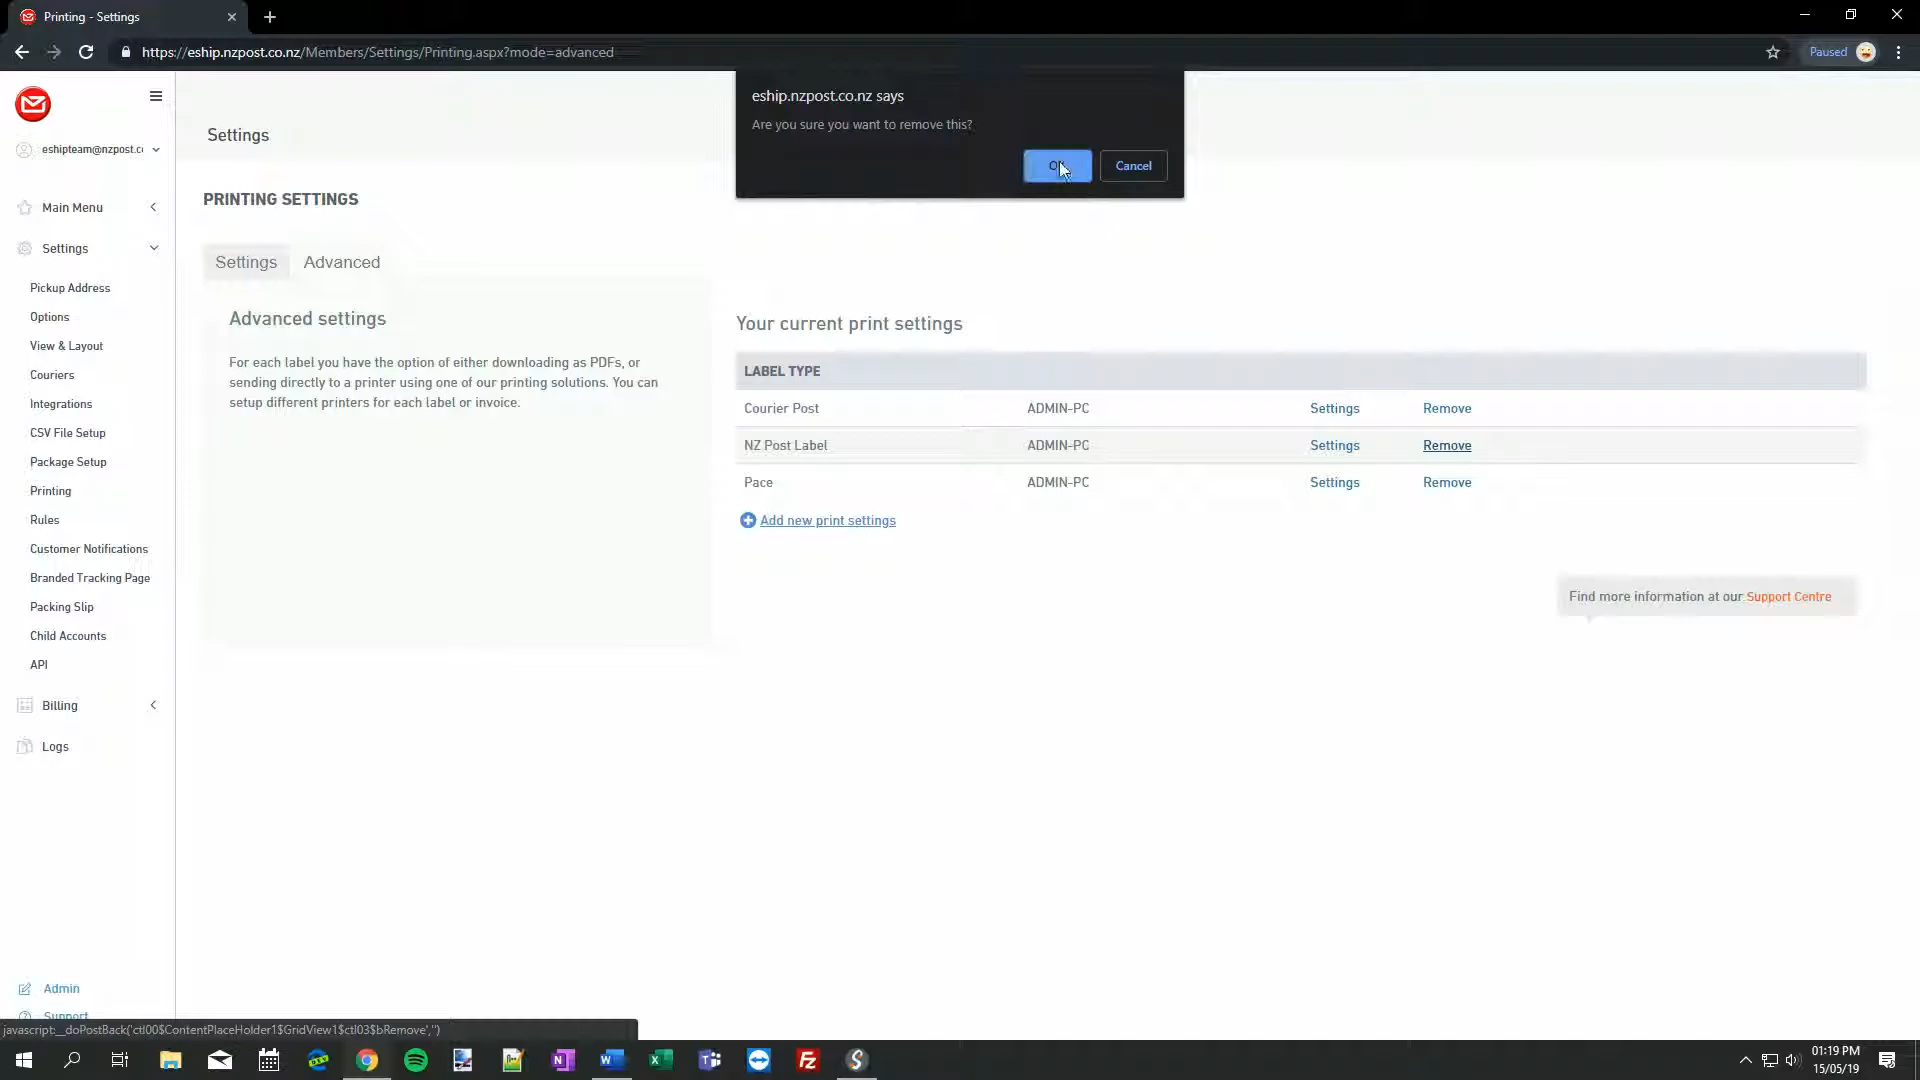 Printing - Settings
https://eship.nzpost.co.nz/Members/Settings/Printing.aspx?mode=advanced
Paused
eship.nzpost.co.nz says
Are you sure you want to remove this?
Cancel
eshipteam@nzpost.cc
Main Menu
Settings
Pickup Address
Options
View & Layout
Couriers
Integrations
CSV File Setup
Package Setup
Printing
Rules
Customer Notifications
Branded Tracking Page
Packing Slip
Child Accounts
API
Billing
Logs
Admin
Support
Settings
PRINTING SETTINGS
Settings Advanced
Advanced settings
For each label you have the option of either downloading as PDFs, or
sending directly to a printer using one of our printing solutions. You can
setup different printers for each label or invoice.
Your current print settings
LABEL TYPE
Courier Post ADMIN-PC Settings Remove
NZ Post Label ADMIN-PC Settings Remove
Pace ADMIN-PC Settings Remove
Add new print settings
Find more information at our Support Centre
javascript:__doPostBack('ctl00$ContentPlaceHolder1$GridView1$ctl03$bRemove','')
01:19 PM
15/05/19